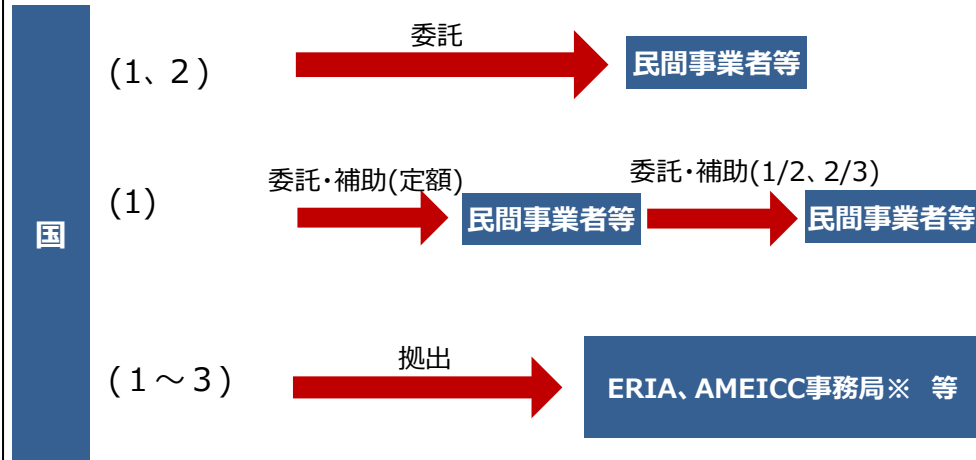 国
(1、2)
委託
民間事業者等
(1)
委託・補助(定額)
民間事業者等
委託・補助(1/2、2/3)
民間事業者等
(1～3)
拠出
ERIA、AMEICC事務局※ 等